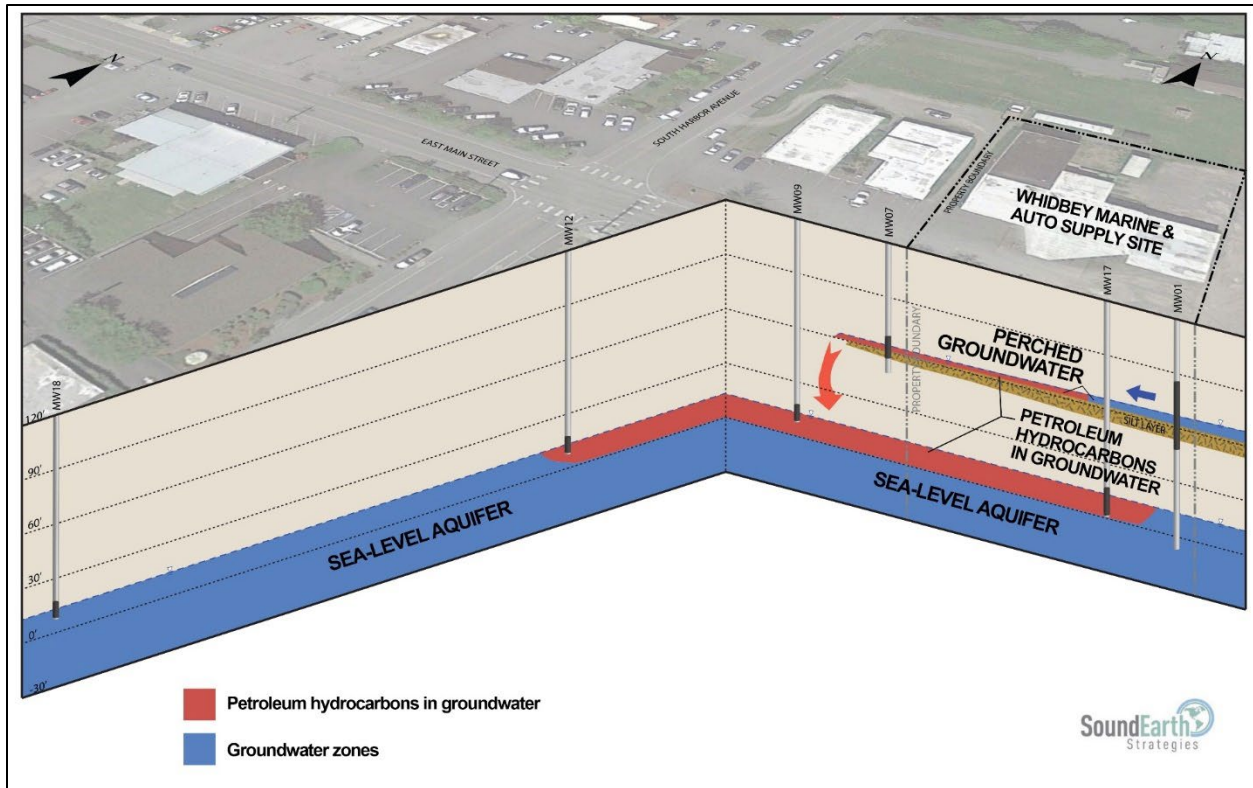 N
N
EAST MAIN STREET
SOUTH HARBOR AVENUE
PROPERTY BOUNDARY
WHIDBEY MARINE &
AUTO SUPPLY SITE
MW18
MW12
MW09
MW07
MW17
MW01
PROPERTY BOUNDARY
PERCHED
GROUNDWATER
SILT LAYER
PETROLEUM
HYDROCARBONS
IN GROUNDWATER
120'
90'
60'
30'
0'
-30'
SEA-LEVEL AQUIFER
SEA-LEVEL AQUIFER
Petroleum hydrocarbons in groundwater
Groundwater zones
SoundEarth
Strategies